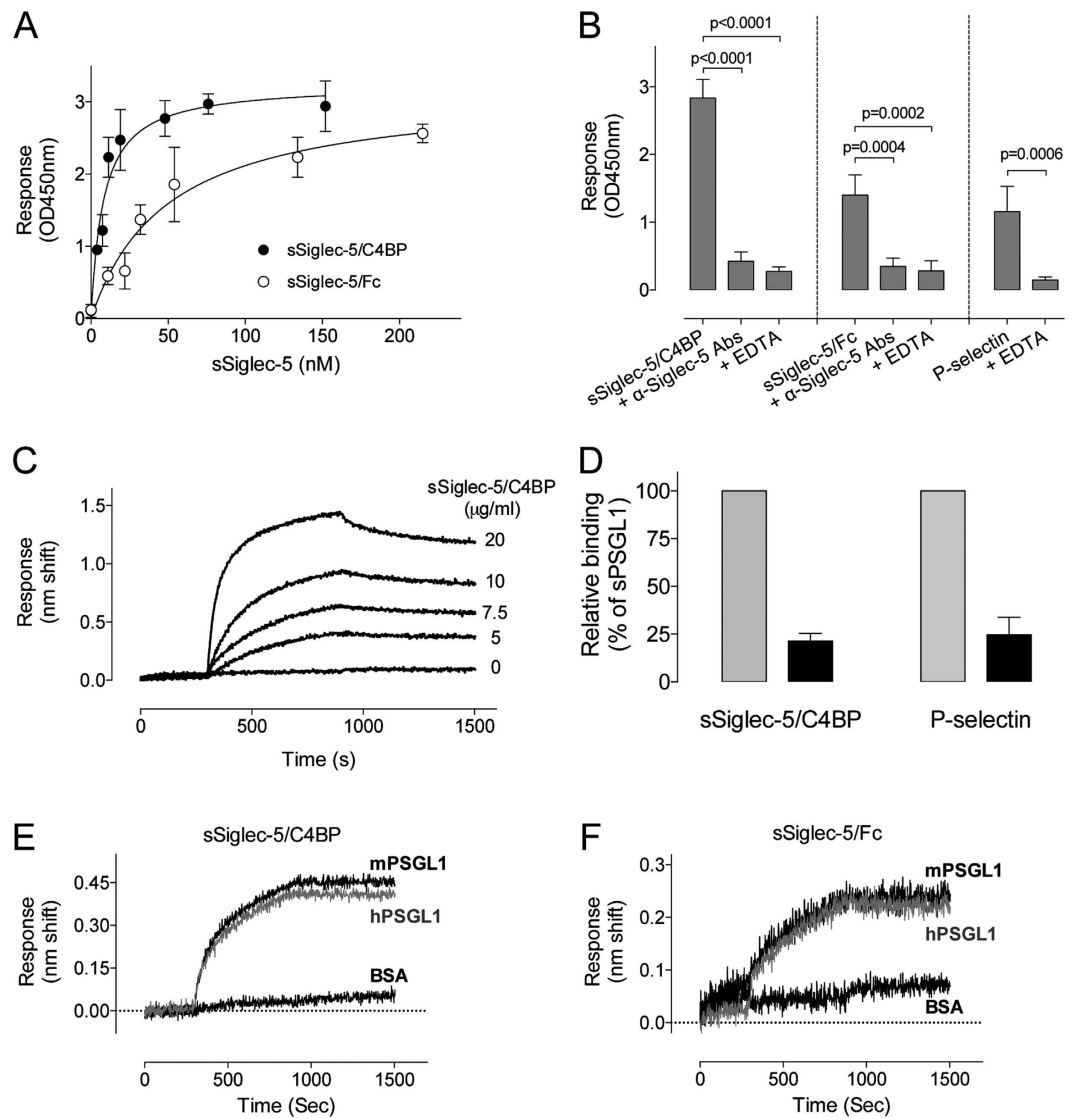 A
Response
(OD450nm)
3
2
1
0
0
50
100
150
200
sSiglec-5 (nM)
sSiglec-5/C4BP
sSiglec-5/Fc
B
Response
(OD450nm)
3
2
1
0
p<0.0001
p<0.0001
p=0.0002
p=0.0004
p=0.0006
sSiglec-5/C4BP
+ α-Siglec-5 Abs
+ EDTA
sSiglec-5/Fc
+ α-Siglec-5 Abs
+ EDTA
P-selectin
+ EDTA
C
Response
(nm shift)
1.5
1.0
0.5
0.0
sSiglec-5/C4BP
(µg/ml)
20
10
7.5
5
0
0
500
1000
1500
Time (s)
D
Relative binding
(% of sPSGL1)
100
75
50
25
0
sSiglec-5/C4BP
P-selectin
E
sSiglec-5/C4BP
Response
(nm shift)
0.45
0.30
0.15
0.00
mPSGL1
hPSGL1
BSA
0
500
1000
1500
Time (Sec)
F
sSiglec-5/Fc
Response
(nm shift)
0.3
0.2
0.1
0.0
mPSGL1
hPSGL1
BSA
0
500
1000
1500
Time (Sec)